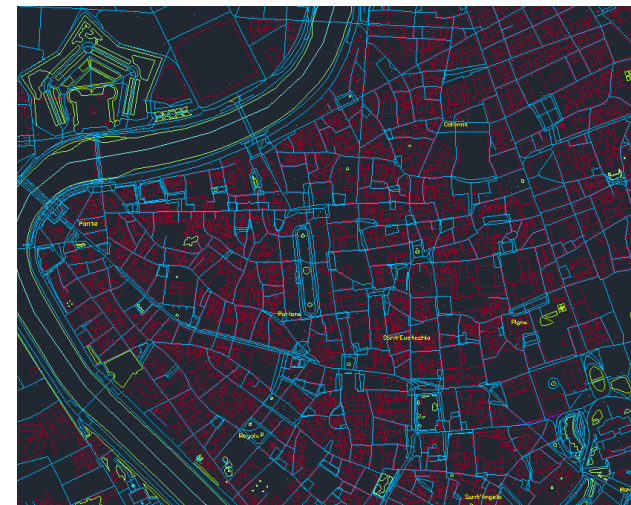 Colonna
Ponte
Parione
Pigna
Sant'Eustachio
Regola P
Sant'Angelo